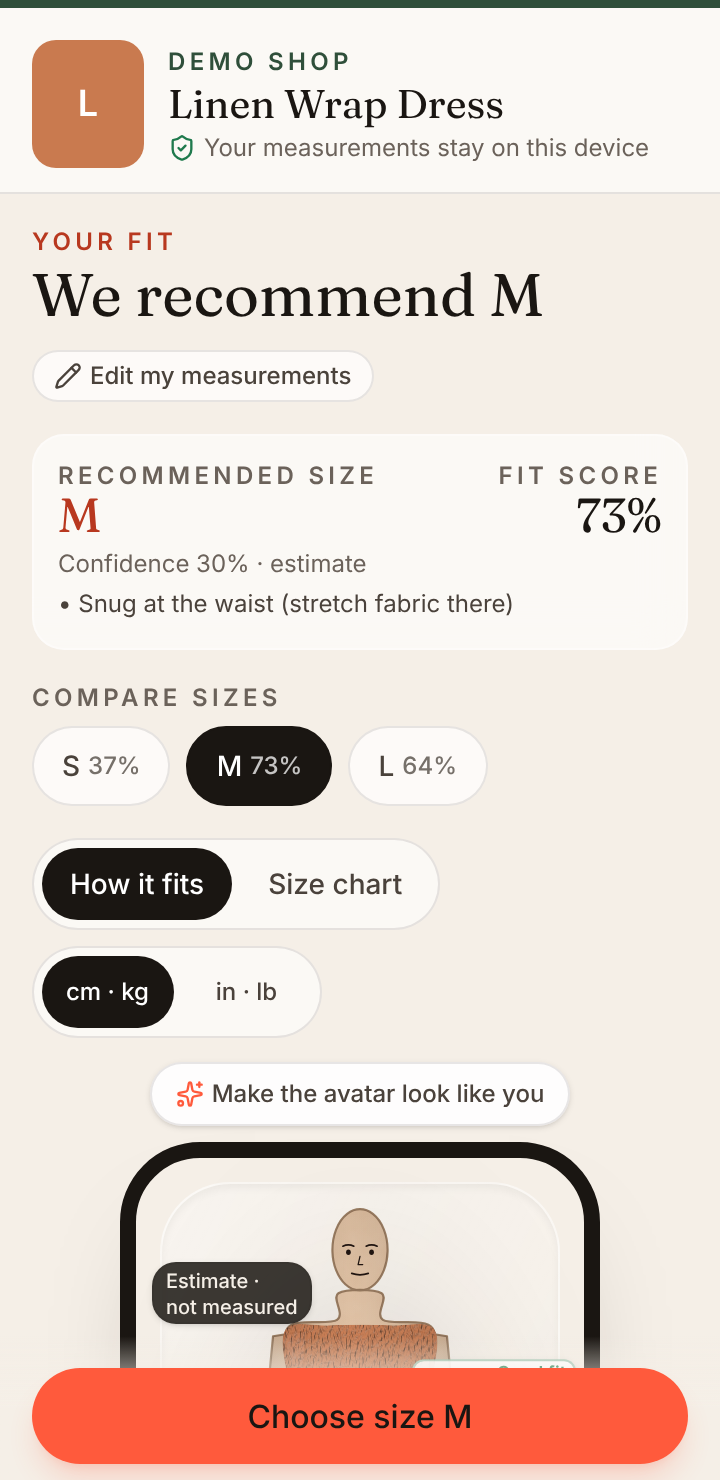 L
DEMO SHOP
Linen Wrap Dress
Your measurements stay on this device
YOUR FIT
We recommend M
Edit my measurements
RECOMMENDED SIZE
FIT SCORE
M
73%
Confidence 30% · estimate
• Snug at the waist (stretch fabric there)
COMPARE SIZES
S 37%
M 73%
L 64%
How it fits
Size chart
cm · kg
in · lb
Make the avatar look like you
Estimate ·
not measured
Choose size M